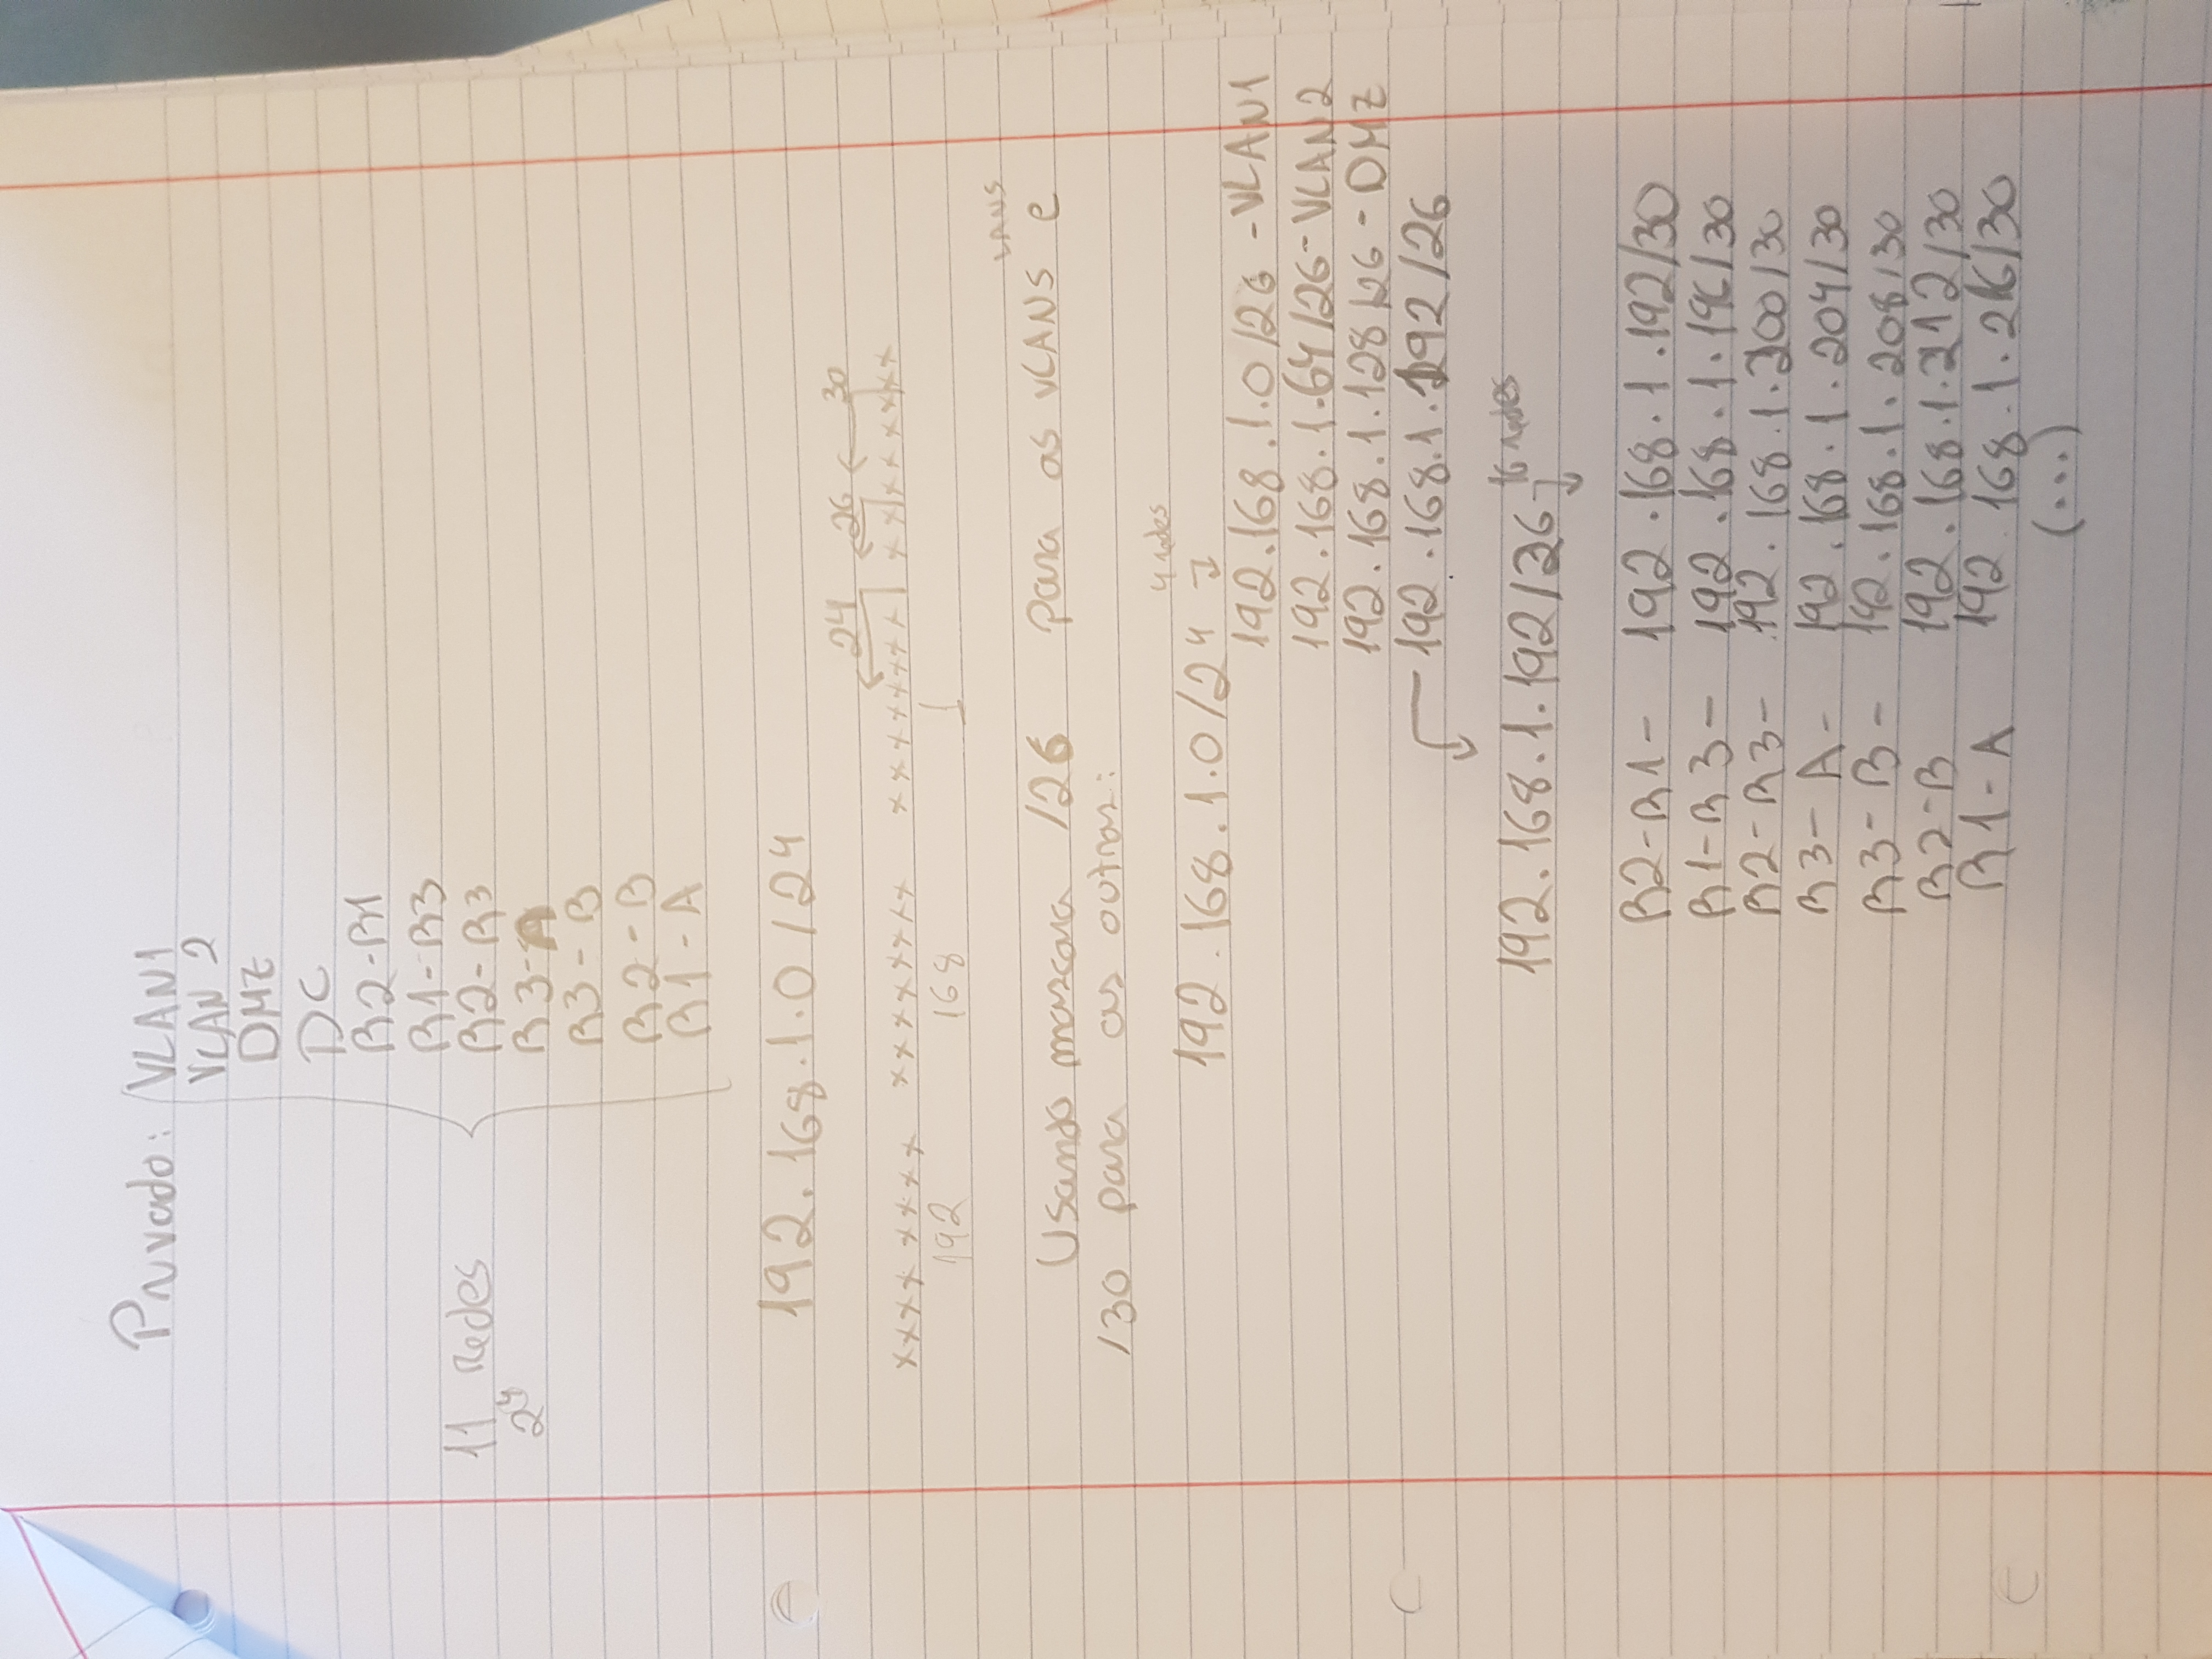 Privado: VLAN1
VLAN 2
DMZ
DC
R2-R1
R1-R3
11 Redes
R2-R3
2⁴
R3-A
R3-B
R2-B
R1-A
192.168.1.0/24
24 26 30
xxxx xxxx xxxxxxxx xxxxxxxx xxxxxxxx
192 168 1
LANS
Usando mascara /26 para as VLANS e
/30 para as outras:
4 redes
192.168.1.0/24
192.168.1.0/26 - VLAN1
192.168.1.64/26 - VLAN2
192.168.1.128/26 - DMZ
192.168.1.192/26
192.168.1.192/26 16 redes
R2-R1 - 192.168.1.192/30
R1-R3 - 192.168.1.196/30
R2-R3 - 192.168.1.200/30
R3-A - 192.168.1.204/30
R3-B - 192.168.1.208/30
R2-B 192.168.1.212/30
R1-A 192.168.1.216/30
(...)